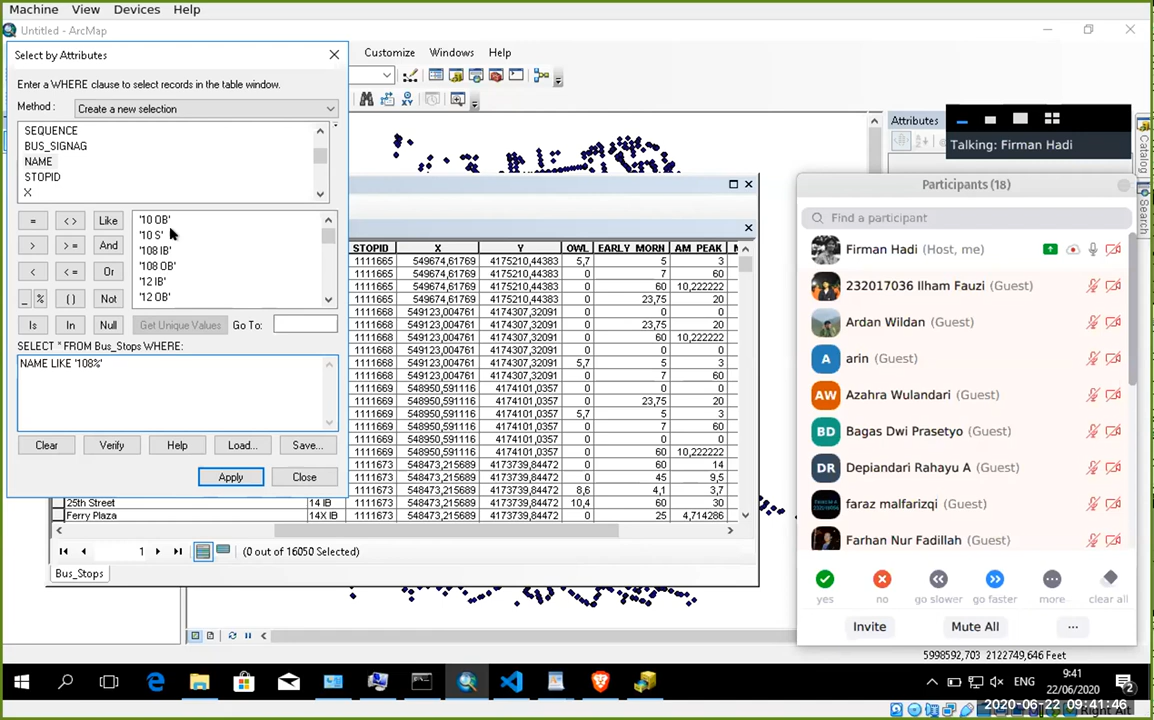 Machine View Devices Help
Untitled - ArcMap
Select by Attributes
Customize Windows Help
Enter a WHERE clause to select records in the table window.
Method : Create a new selection
SEQUENCE
BUS_SIGNAG
NAME
STOPID
X
= <> Like
> >= And
< <= Or
_ % () Not
Is In Null
'10 OB'
'10 S'
'108 IB'
'108 OB'
'12 IB'
'12 OB'
Get Unique Values Go To:
SELECT * FROM Bus_Stops WHERE:
NAME LIKE '108%'
Clear Verify Help Load... Save...
Apply Close
STOPID X Y OWL EARLY MORN AM PEAK
1111665 549674,61769 4175210,44383 5,7 5 3
1111665 549674,61769 4175210,44383 0 7 60
1111665 549674,61769 4175210,44383 0 60 10,222222
1111665 549674,61769 4175210,44383 0 23,75 20
1111668 549123,004761 4174307,32091 0 0 0
1111668 549123,004761 4174307,32091 0 23,75 20
1111668 549123,004761 4174307,32091 0 60 10,222222
1111668 549123,004761 4174307,32091 0 0 0
1111668 549123,004761 4174307,32091 5,7 5 3
1111668 549123,004761 4174307,32091 0 7 60
1111669 548950,591116 4174101,0357 0 0 0
1111669 548950,591116 4174101,0357 0 23,75 20
1111669 548950,591116 4174101,0357 5,7 5 3
1111669 548950,591116 4174101,0357 0 7 60
1111669 548950,591116 4174101,0357 0 0 0
1111669 548950,591116 4174101,0357 0 60 10,222222
1111673 548473,215689 4173739,84472 0 60 14
1111673 548473,215689 4173739,84472 0 45 9,5
1111673 548473,215689 4173739,84472 8,6 4,1 3,7
25th Street 14 IB 1111673 548473,215689 4173739,84472 10,4 60 30
Ferry Plaza 14X IB 1111673 548473,215689 4173739,84472 0 25 4,714286
1 (0 out of 16050 Selected)
Bus_Stops
Attributes
Catalog
Search
Talking: Firman Hadi
Participants (18)
Find a participant
Firman Hadi (Host, me)
232017036 Ilham Fauzi (Guest)
Ardan Wildan (Guest)
A arin (Guest)
AW Azahra Wulandari (Guest)
BD Bagas Dwi Prasetyo (Guest)
DR Depiandari Rahayu A (Guest)
faraz malfarizqi (Guest)
Farhan Nur Fadillah (Guest)
yes no go slower go faster more clear all
Invite Mute All ...
5998592,703 2122749,646 Feet
ENG
9:41
22/06/2020
2
2020-06-22 09:41:46